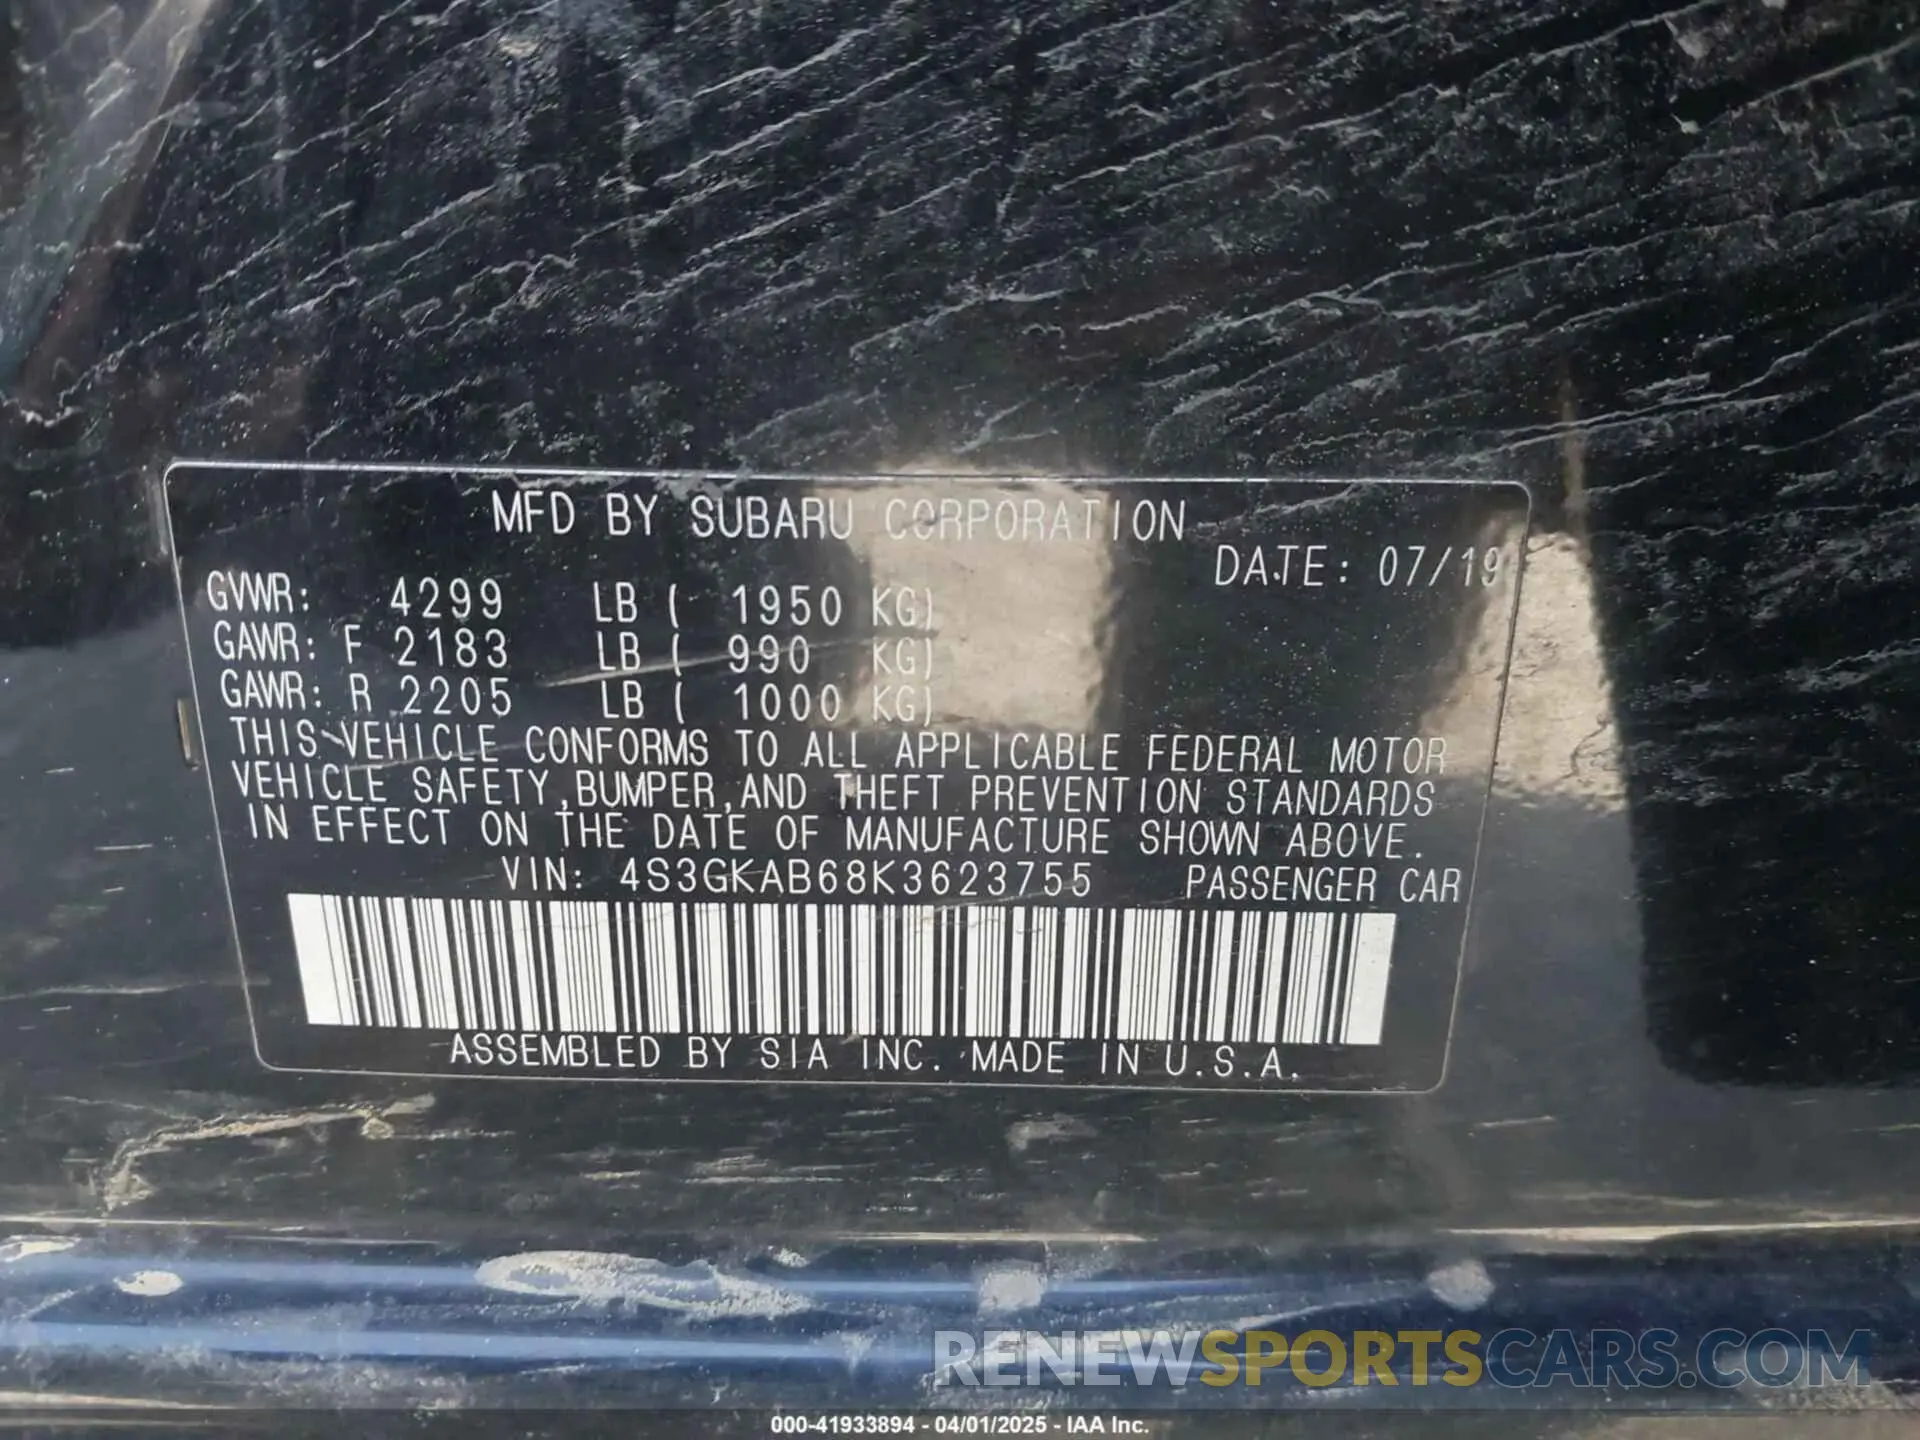 MFD BY SUBARU CORPORATION
DATE: 07/19
GVWR: 4299 LB ( 1950 KG)
GAWR: F 2183 LB ( 990 KG)
GAWR: R 2205 LB ( 1000 KG)
THIS VEHICLE CONFORMS TO ALL APPLICABLE FEDERAL MOTOR
VEHICLE SAFETY,BUMPER,AND THEFT PREVENTION STANDARDS
IN EFFECT ON THE DATE OF MANUFACTURE SHOWN ABOVE.
VIN: 4S3GKAB68K3623755 PASSENGER CAR
ASSEMBLED BY SIA INC. MADE IN U.S.A.
RENEWSPORTSCARS.COM
000-41933894 - 04/01/2025 - IAA Inc.